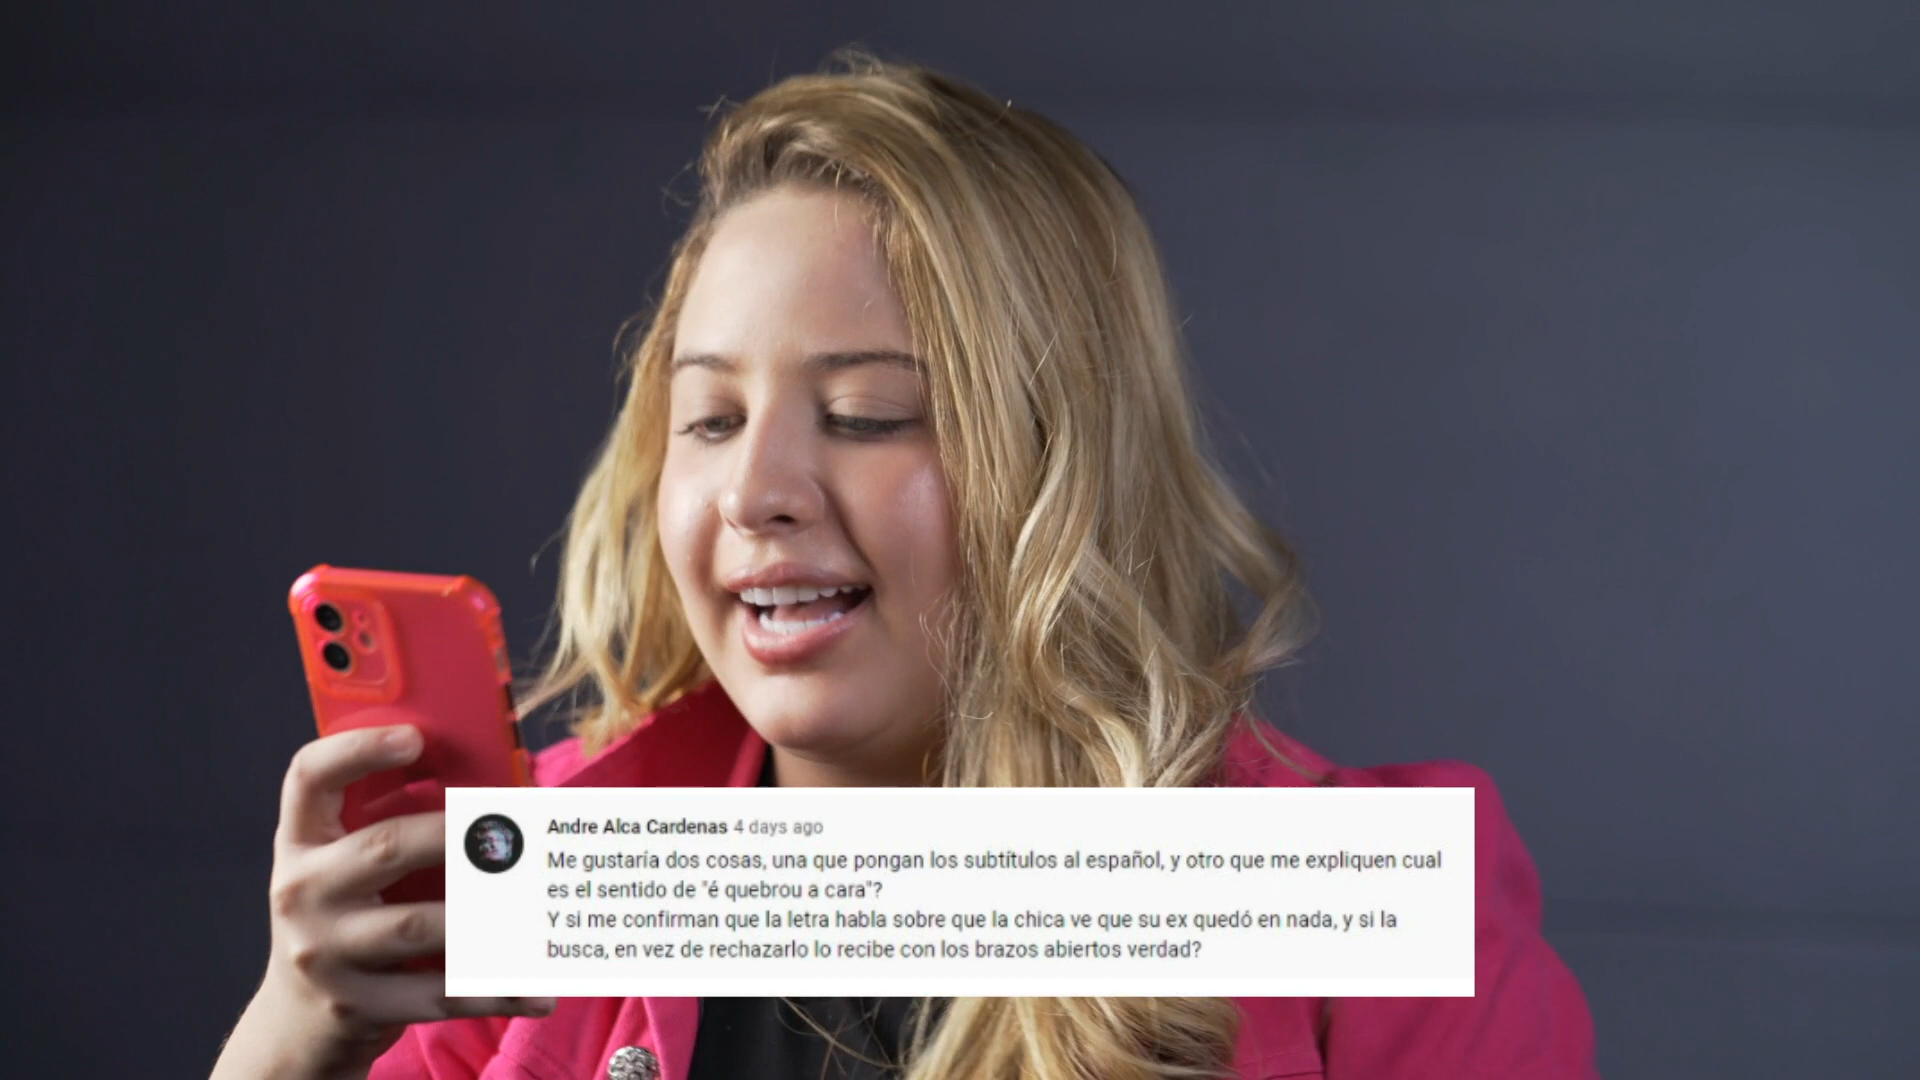 Andre Alca Cardenas 4 days ago
Me gustaría dos cosas, una que pongan los subtítulos al español, y otro que me expliquen cual
es el sentido de "é quebrou a cara"?
Y si me confirman que la letra habla sobre que la chica ve que su ex quedó en nada, y si la
busca, en vez de rechazarlo lo recibe con los brazos abiertos verdad?